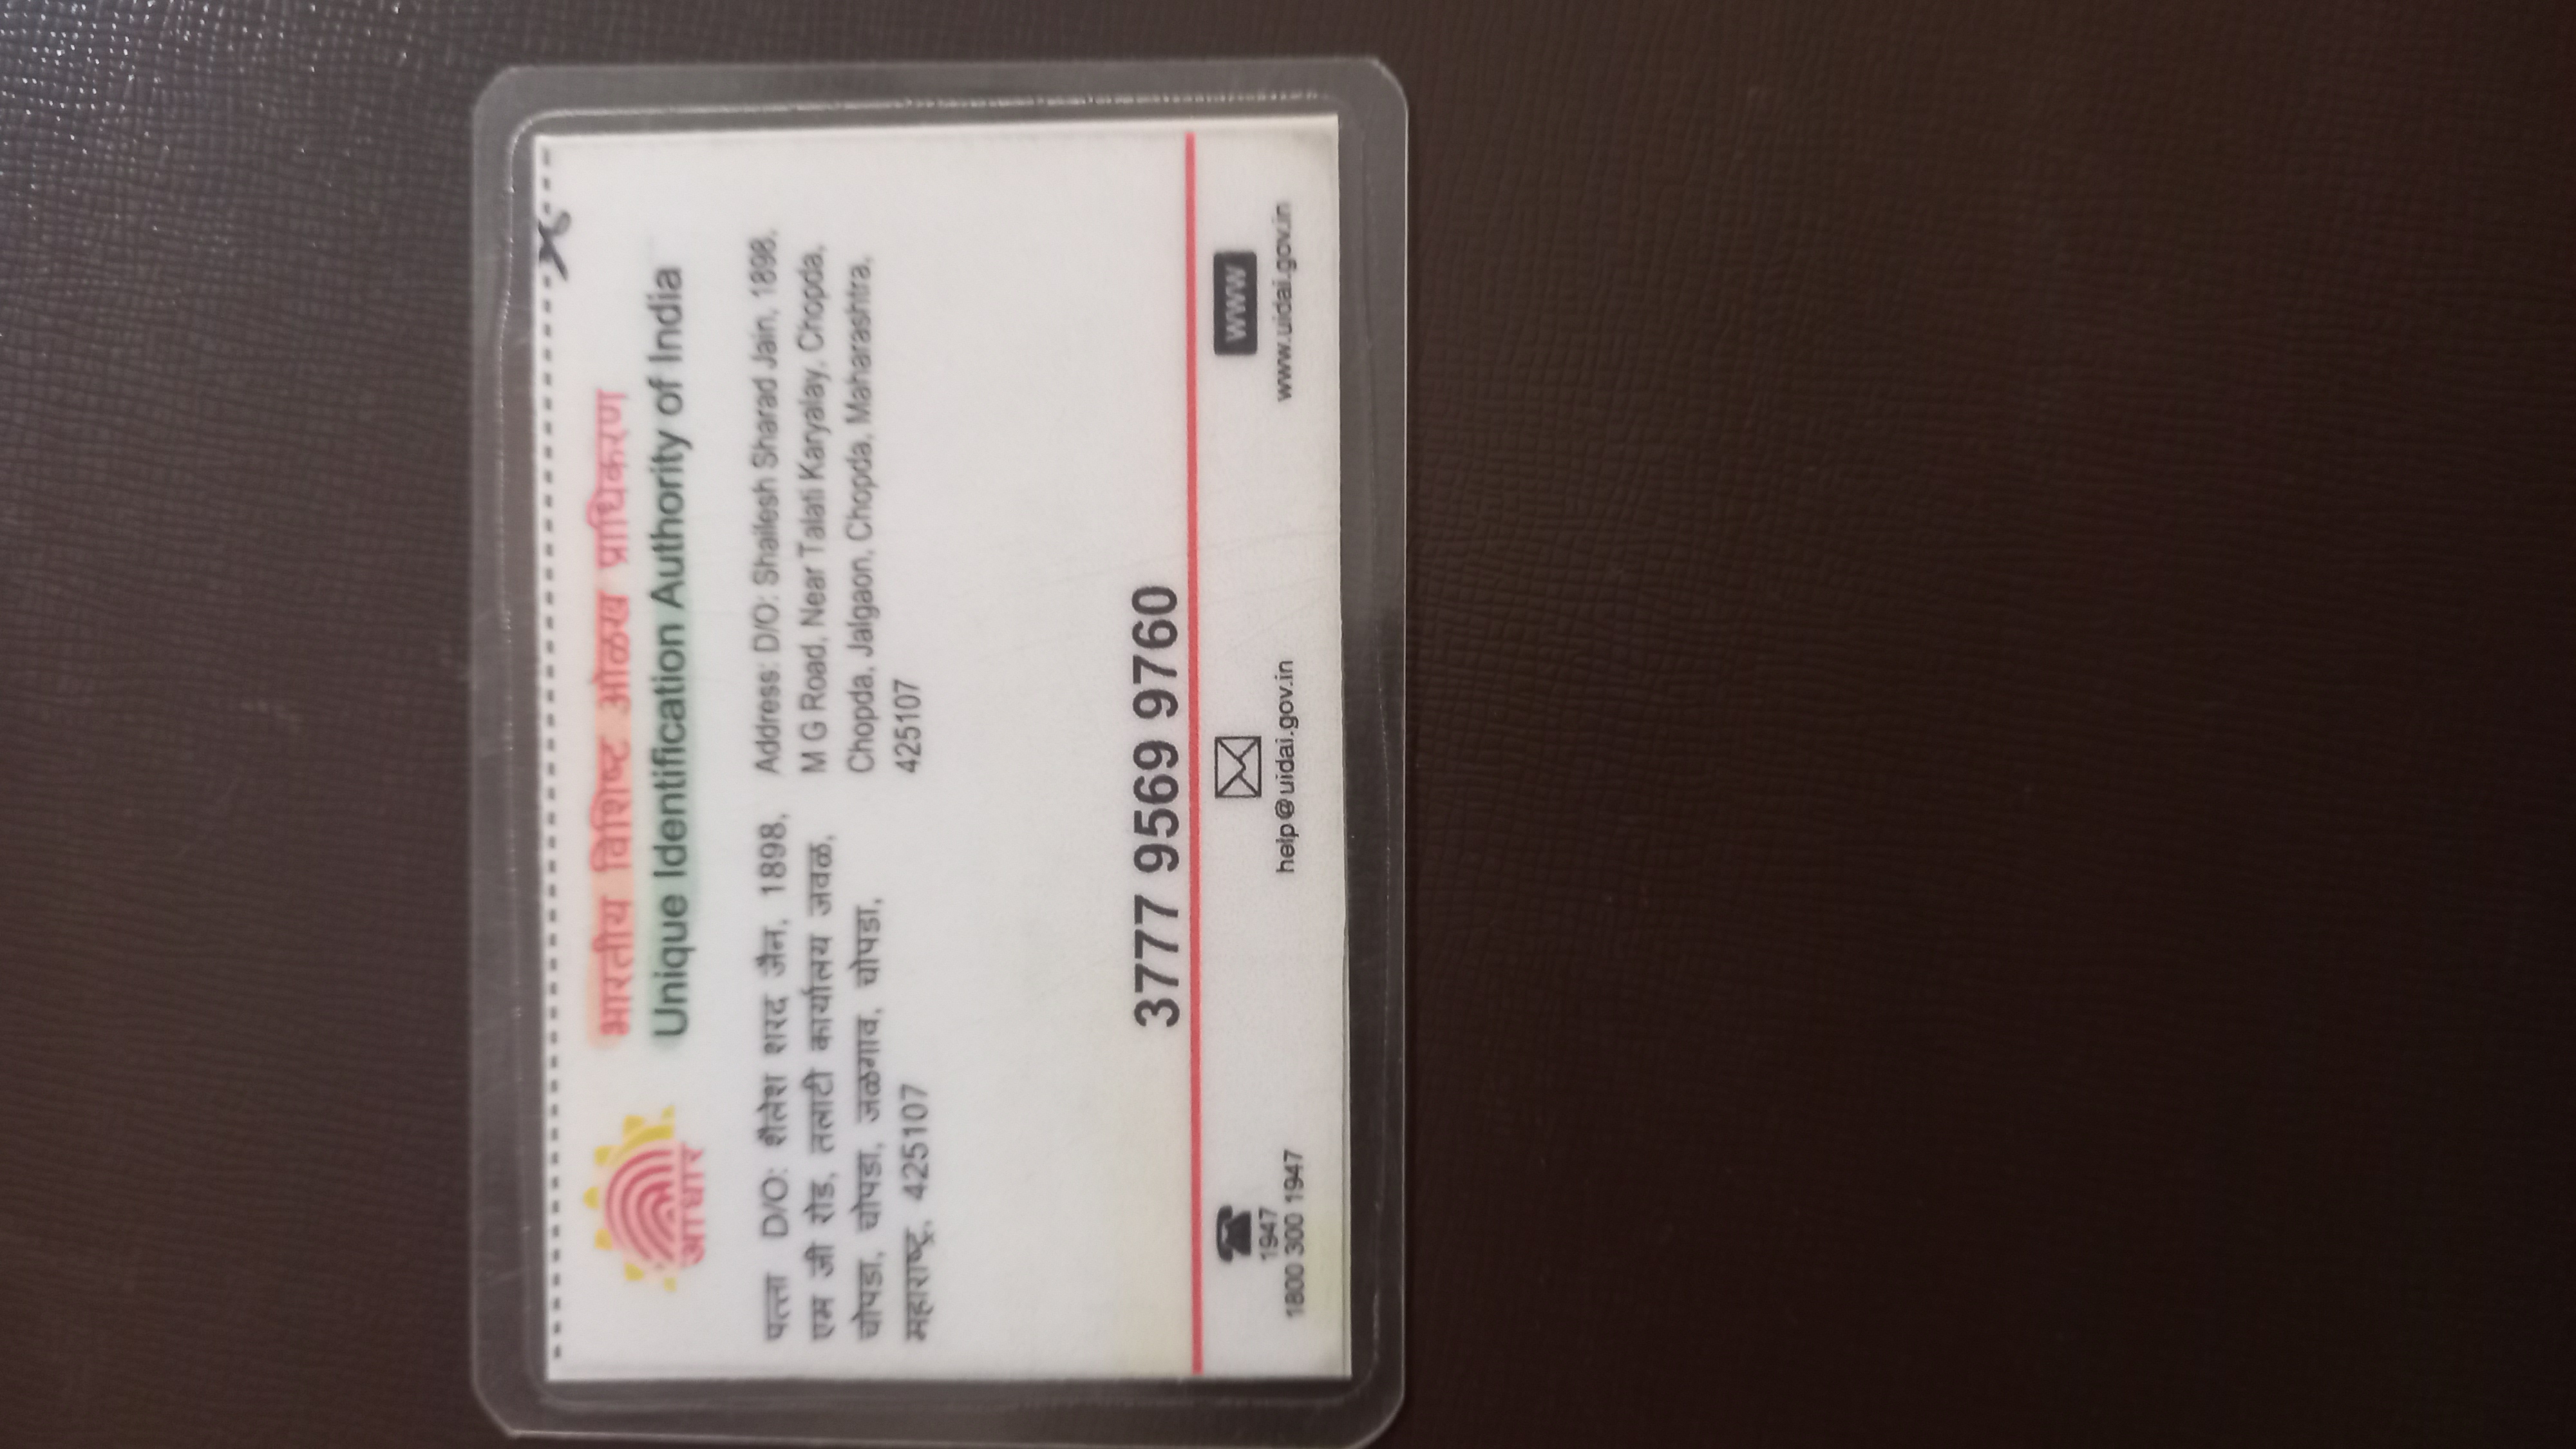 भारतीय विशिष्ट ओळख प्राधिकरण
Unique Identification Authority of India
आधार
पत्ता D/O: शैलेश शरद जैन, 1898,
एम जी रोड, तलाटी कार्यालय जवळ,
चोपडा, चोपडा, जळगाव, चोपडा,
महाराष्ट्र, 425107
Address: D/O: Shailesh Sharad Jain, 1898,
M G Road, Near Talati Karyalay, Chopda,
Chopda, Jalgaon, Chopda, Maharashtra,
425107
3777 9569 9760
1947
1800 300 1947
help@uidai.gov.in
WWW
www.uidai.gov.in